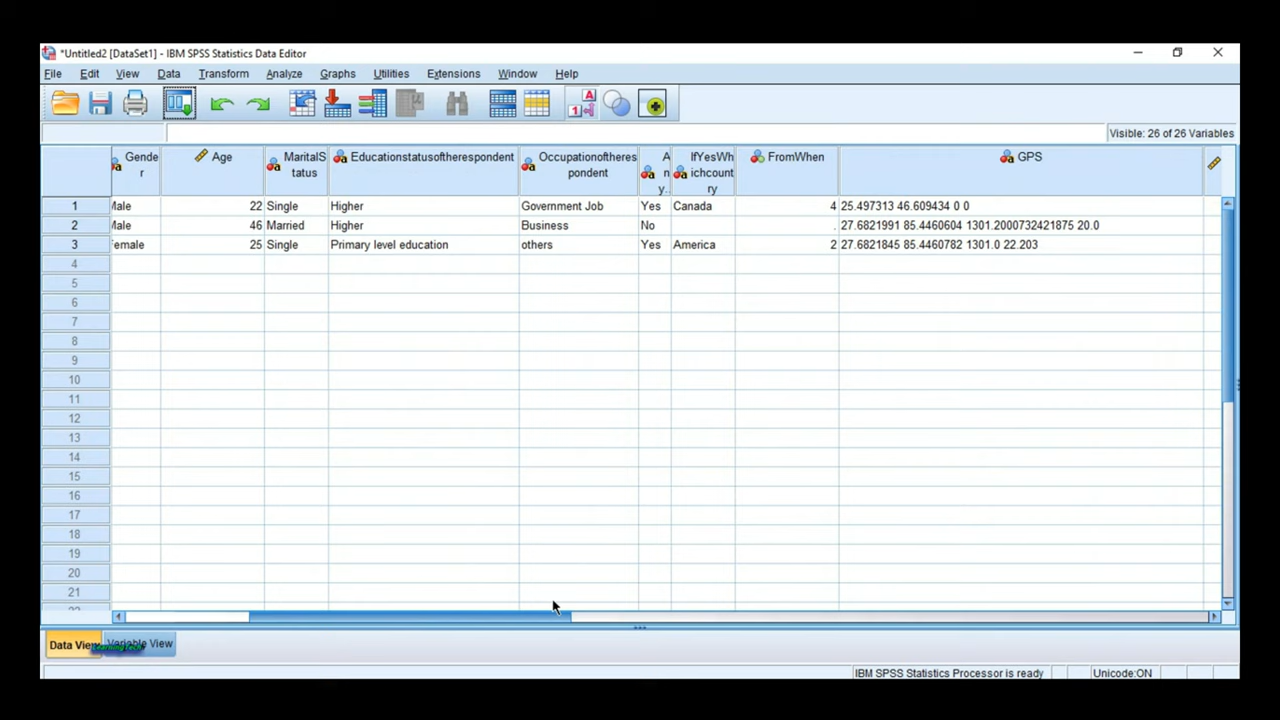 *Untitled2 [DataSet1] - IBM SPSS Statistics Data Editor
File Edit View Data Transform Analyze Graphs Utilities Extensions Window Help
Visible: 26 of 26 Variables
Gende
r
Age
MaritalS
tatus
Educationstatusoftherespondent
Occupationoftheres
pondent
A
n
y..
IfYesWh
ichcount
ry
FromWhen
GPS
1 Male 22 Single Higher Government Job Yes Canada 4 25.497313 46.609434 0 0
2 Male 46 Married Higher Business No . 27.6821991 85.4460604 1301.2000732421875 20.0
3 emale 25 Single Primary level education others Yes America 2 27.6821845 85.4460782 1301.0 22.203
4
5
6
7
8
9
10
11
12
13
14
15
16
17
18
19
20
21
Data View Variable View
LearningTech
IBM SPSS Statistics Processor is ready Unicode:ON